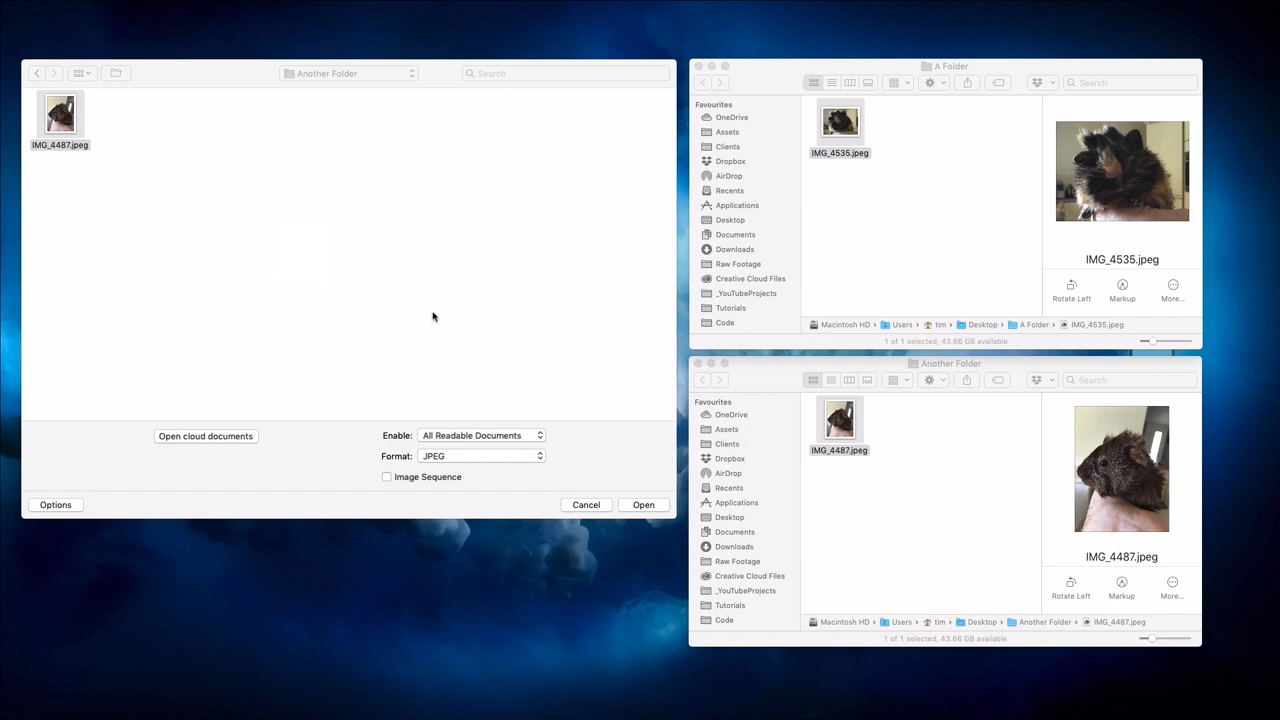 Another Folder
Search
IMG_4487.jpeg
Open cloud documents
Enable: All Readable Documents
Format: JPEG
Image Sequence
Options
Cancel
Open
A Folder
Search
Favourites
OneDrive
Assets
Clients
Dropbox
AirDrop
Recents
Applications
Desktop
Documents
Downloads
Raw Footage
Creative Cloud Files
_YouTubeProjects
Tutorials
Code
IMG_4535.jpeg
IMG_4535.jpeg
Rotate Left
Markup
More...
Macintosh HD › Users › tim › Desktop › A Folder › IMG_4535.jpeg
1 of 1 selected, 43.66 GB available
Another Folder
Search
Favourites
OneDrive
Assets
Clients
Dropbox
AirDrop
Recents
Applications
Desktop
Documents
Downloads
Raw Footage
Creative Cloud Files
_YouTubeProjects
Tutorials
Code
IMG_4487.jpeg
IMG_4487.jpeg
Rotate Left
Markup
More...
Macintosh HD › Users › tim › Desktop › Another Folder › IMG_4487.jpeg
1 of 1 selected, 43.66 GB available